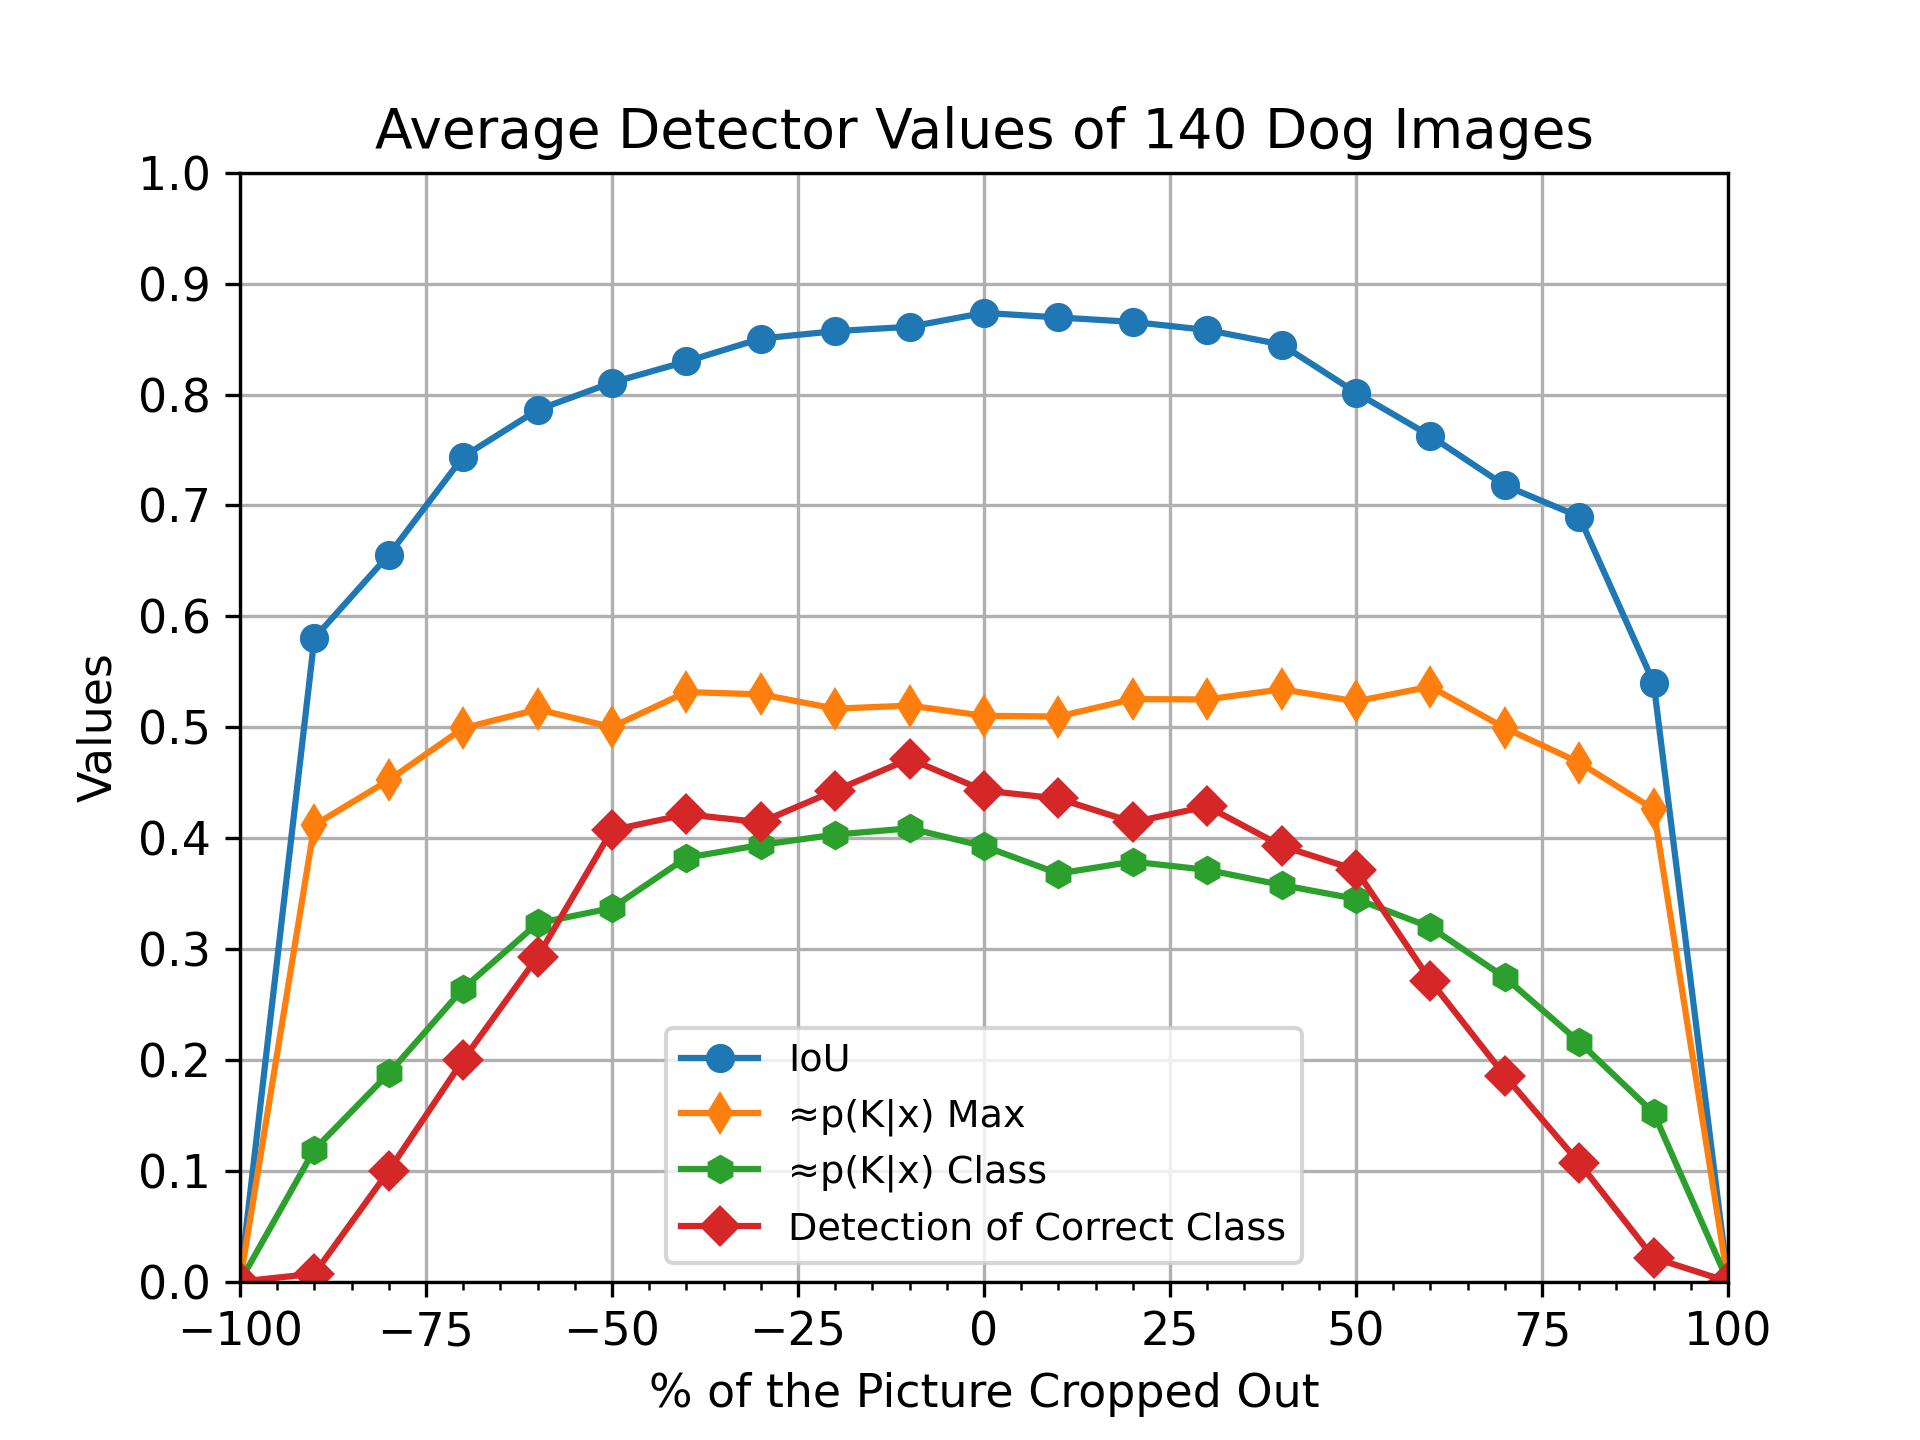 Average Detector Values of 140 Dog Images
1.0
0.9
0.8
0.7
0.6
0.5
0.4
0.3
0.2
0.1
0.0
Values
IoU
≈p(K|x) Max
≈p(K|x) Class
Detection of Correct Class
−100 −75 −50 −25 0 25 50 75 100
% of the Picture Cropped Out